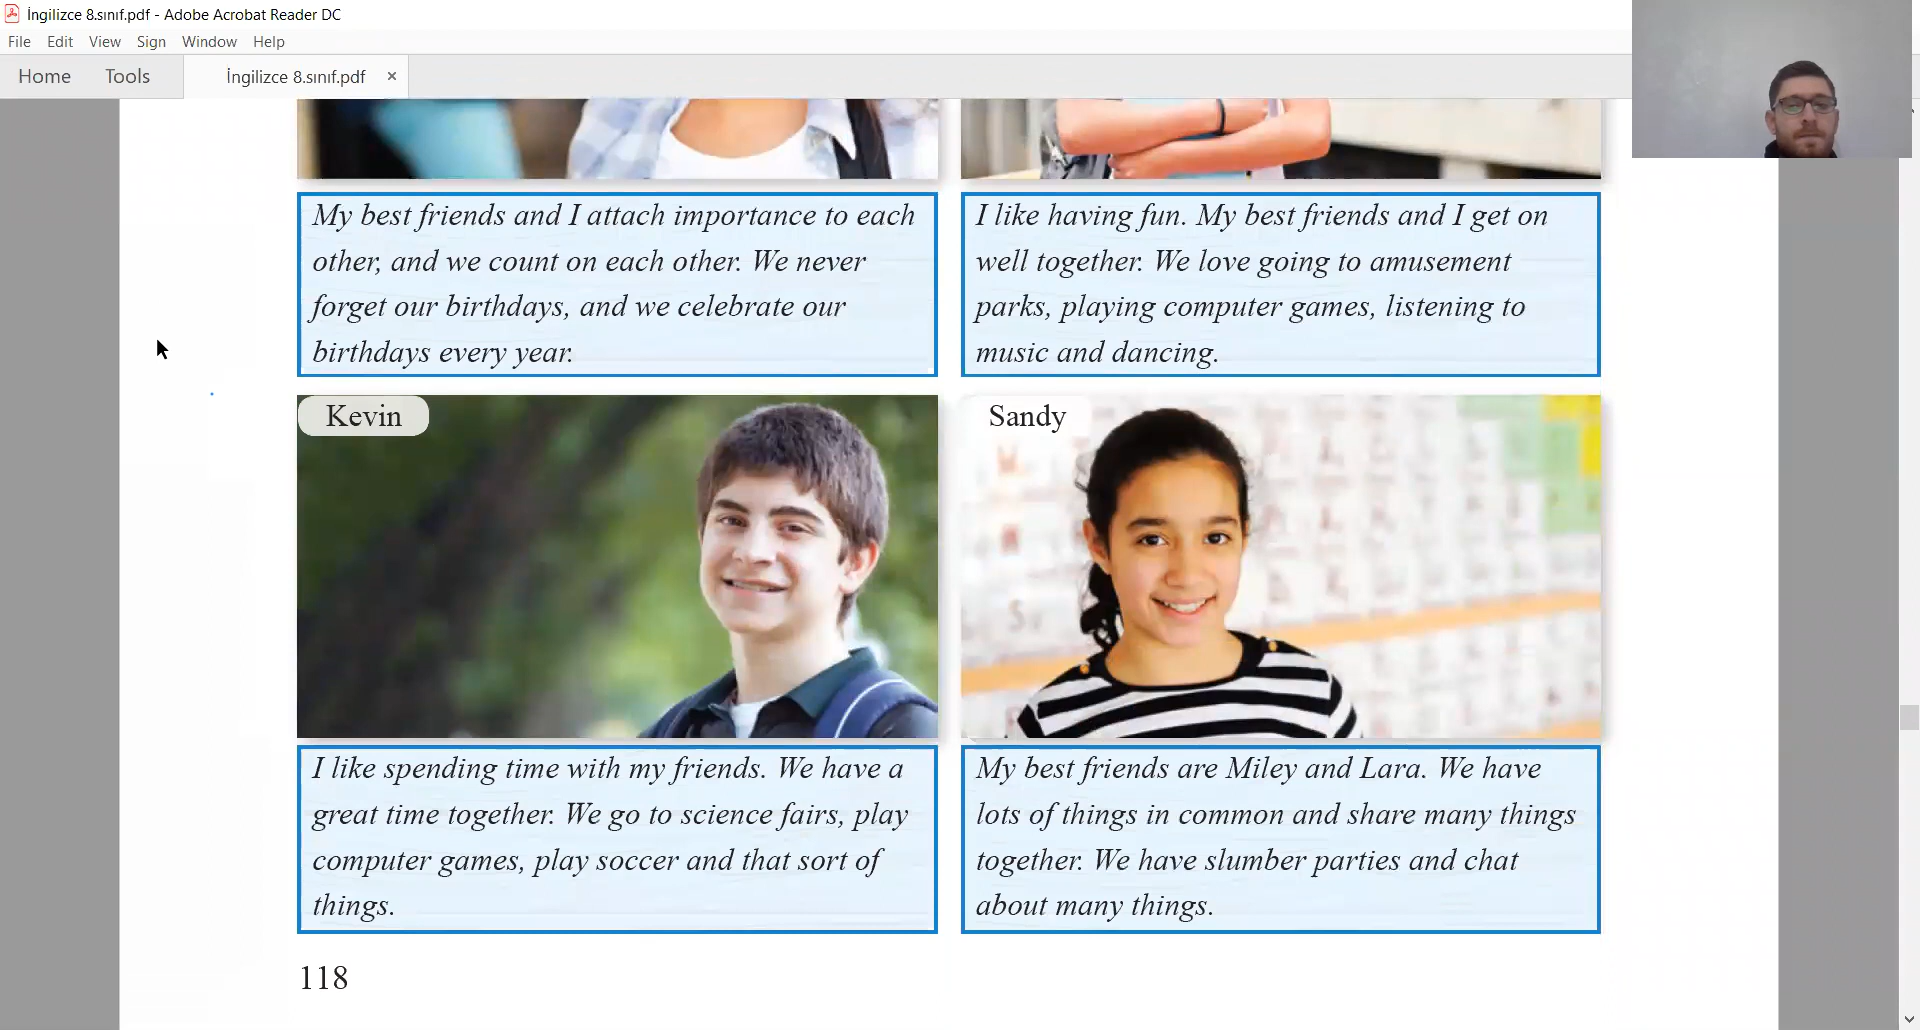 İngilizce 8.sınıf.pdf - Adobe Acrobat Reader DC
File Edit View Sign Window Help
Home Tools İngilizce 8.sınıf.pdf ×
My best friends and I attach importance to each
other, and we count on each other. We never
forget our birthdays, and we celebrate our
birthdays every year.
I like having fun. My best friends and I get on
well together. We love going to amusement
parks, playing computer games, listening to
music and dancing.
Kevin
Sandy
I like spending time with my friends. We have a
great time together. We go to science fairs, play
computer games, play soccer and that sort of
things.
My best friends are Miley and Lara. We have
lots of things in common and share many things
together. We have slumber parties and chat
about many things.
118